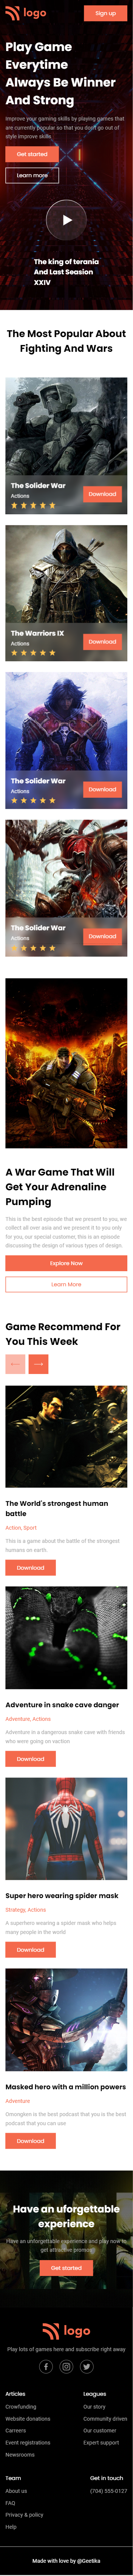 logo
Sign up
Play Game
Everytime
Always Be Winner
And Strong
Improve your gaming skills by playing games that
are currently popular so that you don't go out of
style improve skills
Get started
Learn more
The king of terania
And Last Seasion
XXIV
The Most Popular About
Fighting And Wars
The Solider War
Actions
Download
The Warriors IX
Actions
Download
The Solider War
Actions
Download
The Solider War
Actions
Download
A War Game That Will
Get Your Adrenaline
Pumping
This is the best episode that we present to you, we
collect all over asia and we present it to you only
for you, our special customer, this is an episode
discussing the design of various types of design.
Explore Now
Learn More
Game Recommend For
You This Week
The World's strongest human
battle
Action, Sport
This is a game about the battle of the strongest
humans on earth.
Download
Adventure in snake cave danger
Adventure, Actions
Adventure in a dangerous snake cave with friends
who were going on vaction
Download
Super hero wearing spider mask
Strategy, Actions
A superhero wearing a spider mask who helps
many people in the world
Download
Masked hero with a million powers
Adventure
Omongkon is the best podcast that you is the best
podcast that you can use
Download
Have an uforgettable
experience
Have an unforgettable experience and play now to
get attractive promos
Get started
logo
Play lots of games here and subscribe right away
Articles
Crowfunding
Website donations
Carreers
Event registrations
Newsrooms
Leagues
Our story
Community driven
Our customer
Expert support
Team
About us
FAQ
Privacy & policy
Help
Get in touch
(704) 555-0127
Made with love by @Geetika